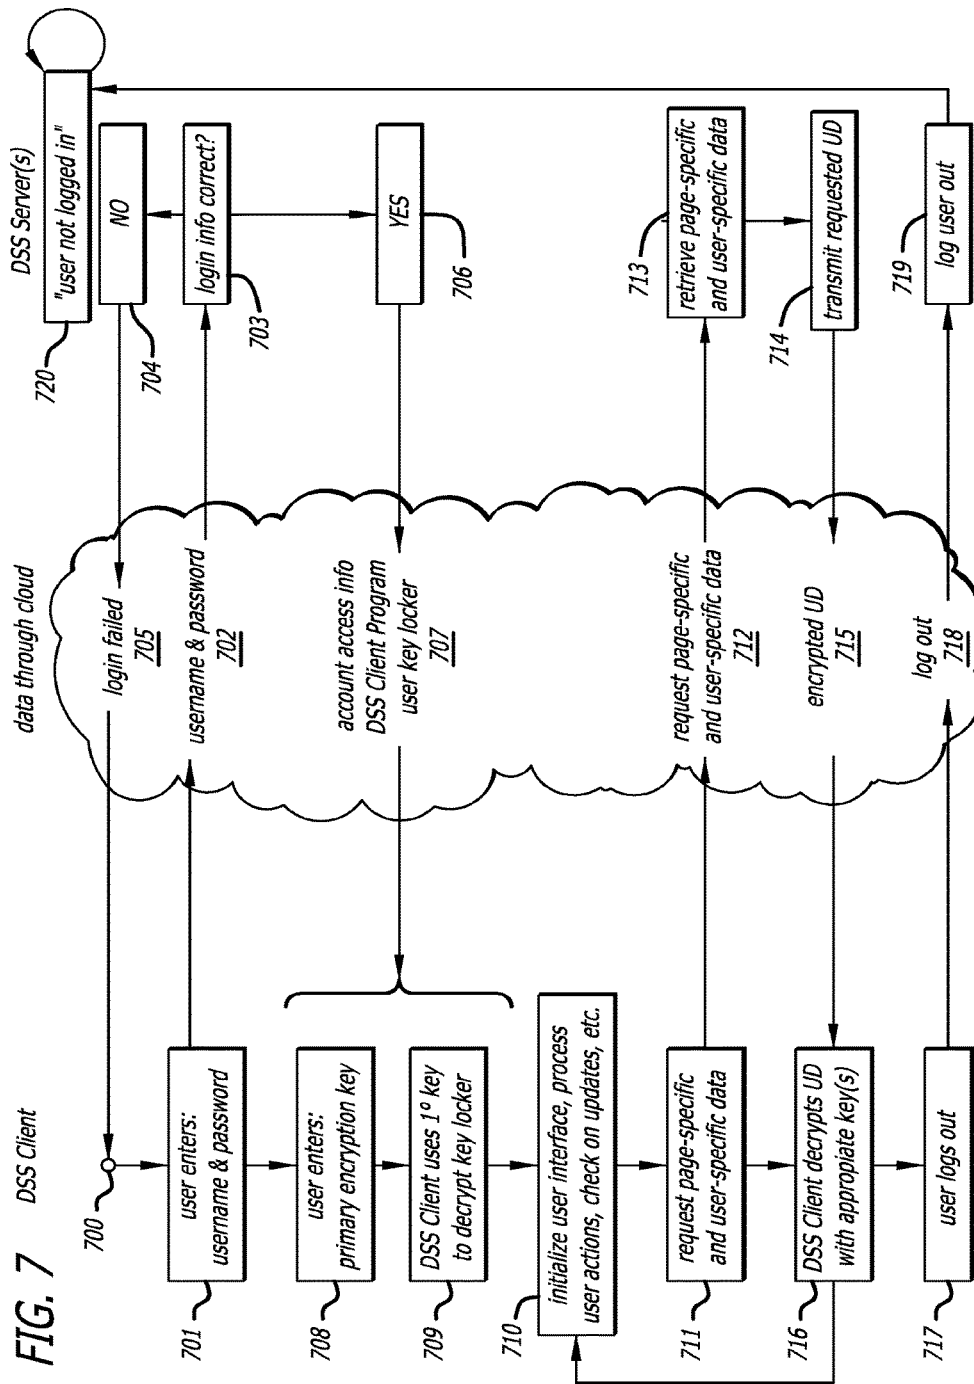 FIG. 7
DSS Client
data through cloud
DSS Server(s)
700
login failed
705
704
NO
720
"user not logged in"
701
user enters:
username & password
username & password
702
703
login info correct?
708
user enters:
primary encryption key
709
DSS Client uses 1º key
to decrypt key locker
account access info
DSS Client Program
user key locker
707
706
YES
710
initialize user interface, process
user actions, check on updates, etc.
711
request page-specific
and user-specific data
request page-specific
and user-specific data
712
713
retrieve page-specific
and user-specific data
716
DSS Client decrypts UD
with appropiate key(s)
encrypted UD
715
714
transmit requested UD
717
user logs out
log out
718
719
log user out